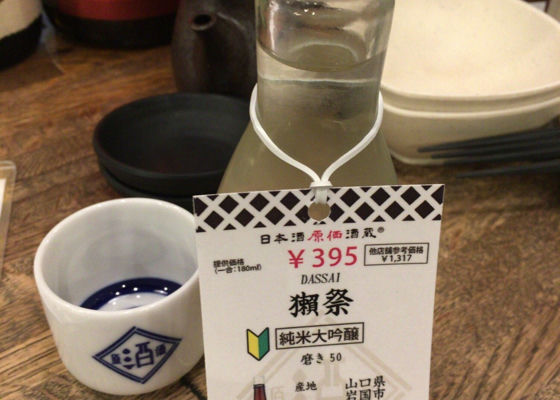 日本酒原価酒蔵®
提供価格
(一合:180ml)
¥395
他店舗参考価格
¥1,317
DASSAI
獺祭
純米大吟醸
磨き50
産地
山口県
岩国市
酒